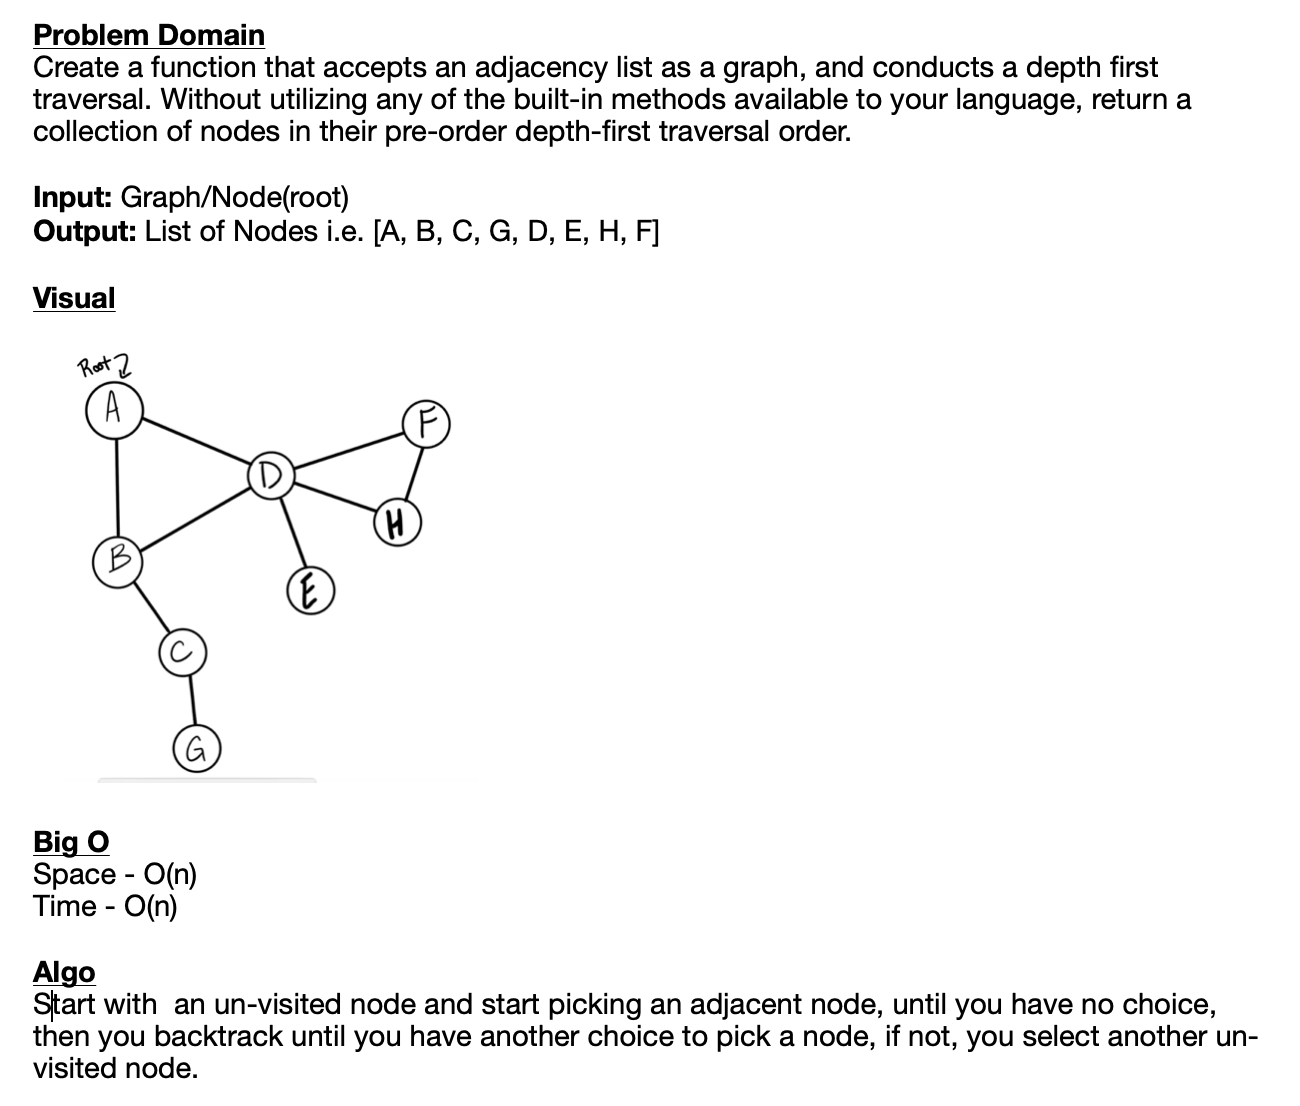 Problem Domain
Create a function that accepts an adjacency list as a graph, and conducts a depth first
traversal. Without utilizing any of the built-in methods available to your language, return a
collection of nodes in their pre-order depth-first traversal order.
Input: Graph/Node(root)
Output: List of Nodes i.e. [A, B, C, G, D, E, H, F]
Visual
Root
A
F
D
H
B
E
C
G
Big O
Space - O(n)
Time - O(n)
Algo
Start with  an un-visited node and start picking an adjacent node, until you have no choice,
then you backtrack until you have another choice to pick a node, if not, you select another un-
visited node.